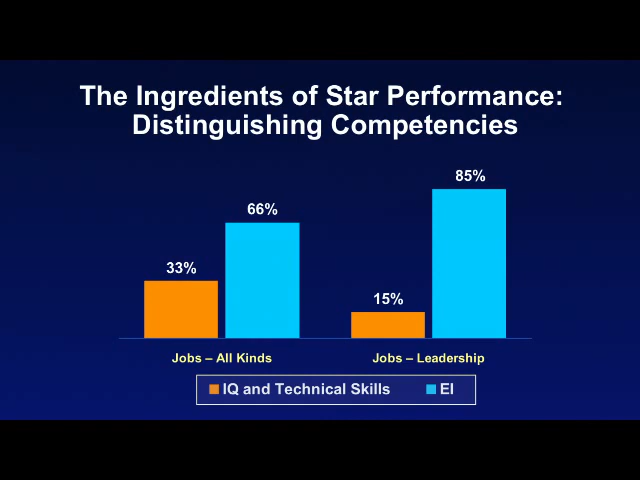 The Ingredients of Star Performance:
Distinguishing Competencies
85%
66%
33%
15%
Jobs – All Kinds
Jobs – Leadership
IQ and Technical Skills
EI